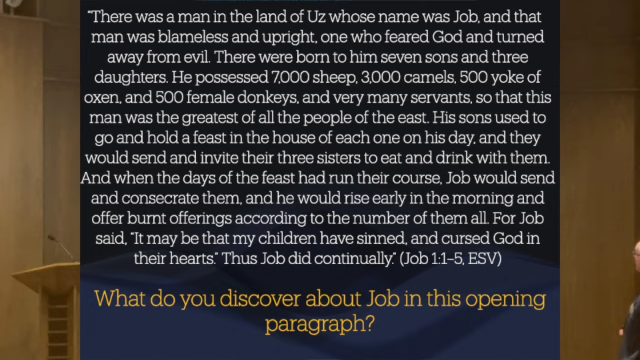 “There was a man in the land of Uz whose name was Job, and that
man was blameless and upright, one who feared God and turned
away from evil. There were born to him seven sons and three
daughters. He possessed 7,000 sheep, 3,000 camels, 500 yoke of
oxen, and 500 female donkeys, and very many servants, so that this
man was the greatest of all the people of the east. His sons used to
go and hold a feast in the house of each one on his day, and they
would send and invite their three sisters to eat and drink with them.
And when the days of the feast had run their course, Job would send
and consecrate them, and he would rise early in the morning and
offer burnt offerings according to the number of them all. For Job
said, “It may be that my children have sinned, and cursed God in
their hearts.” Thus Job did continually.” (Job 1:1–5, ESV)
What do you discover about Job in this opening
paragraph?